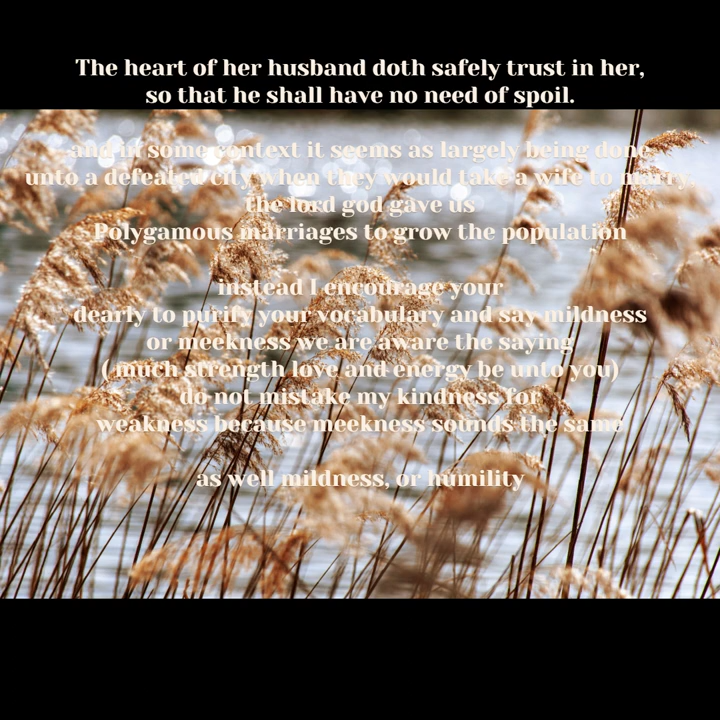 The heart of her husband doth safely trust in her,
so that he shall have no need of spoil.
and in some context it seems as largely being done
unto a defeated city when they would take a wife to marry.
the lord god gave us
Polygamous marriages to grow the population
instead I encourage your
dearly to purify your vocabulary and say mildness
or meekness we are aware the saying
( much strength love and energy be unto you)
do not mistake my kindness for
weakness because meekness sounds the same
as well mildness, or humility